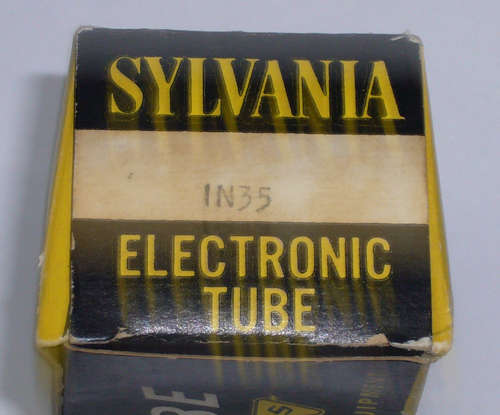 SYLVANIA
1N35
ELECTRONIC
TUBE